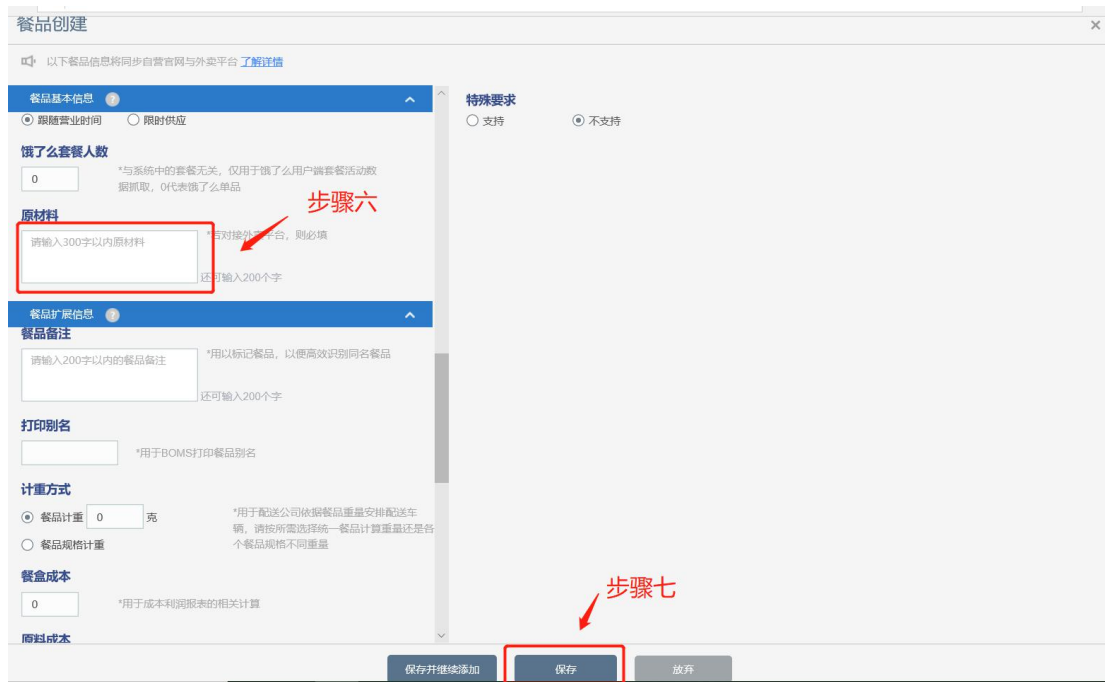 餐品创建
以下餐品信息将同步自营官网与外卖平台 了解详情
餐品基本信息 ?
跟随营业时间 限时供应
饿了么套餐人数
0
*与系统中的套餐无关，仅用于饿了么用户端套餐活动数
据抓取，0代表饿了么单品
步骤六
原材料
请输入300字以内原材料
*若对接外卖平台，则必填
还可输入200个字
餐品扩展信息 ?
餐品备注
请输入200字以内的餐品备注
*用以标记餐品，以便高效识别同名餐品
还可输入200个字
打印别名
*用于BOMS打印餐品别名
计重方式
餐品计重 0 克
餐品规格计重
*用于配送公司依据餐品重量安排配送车
辆，请按所需选择统一餐品计算重量还是各
个餐品规格不同重量
餐盒成本
0 *用于成本利润报表的相关计算
原料成本
特殊要求
支持 不支持
步骤七
保存并继续添加 保存 放弃